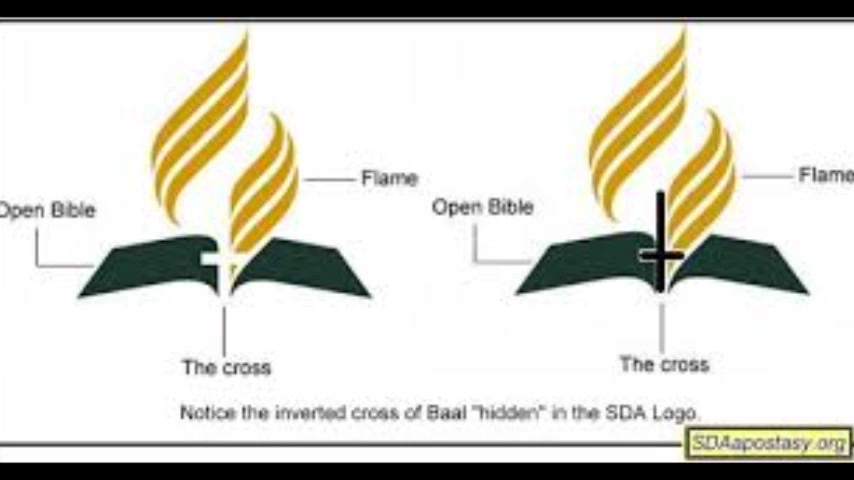 Flame
Flame
Open Bible
Open Bible
The cross
The cross
Notice the inverted cross of Baal "hidden" in the SDA Logo.
SDAapostasy.org